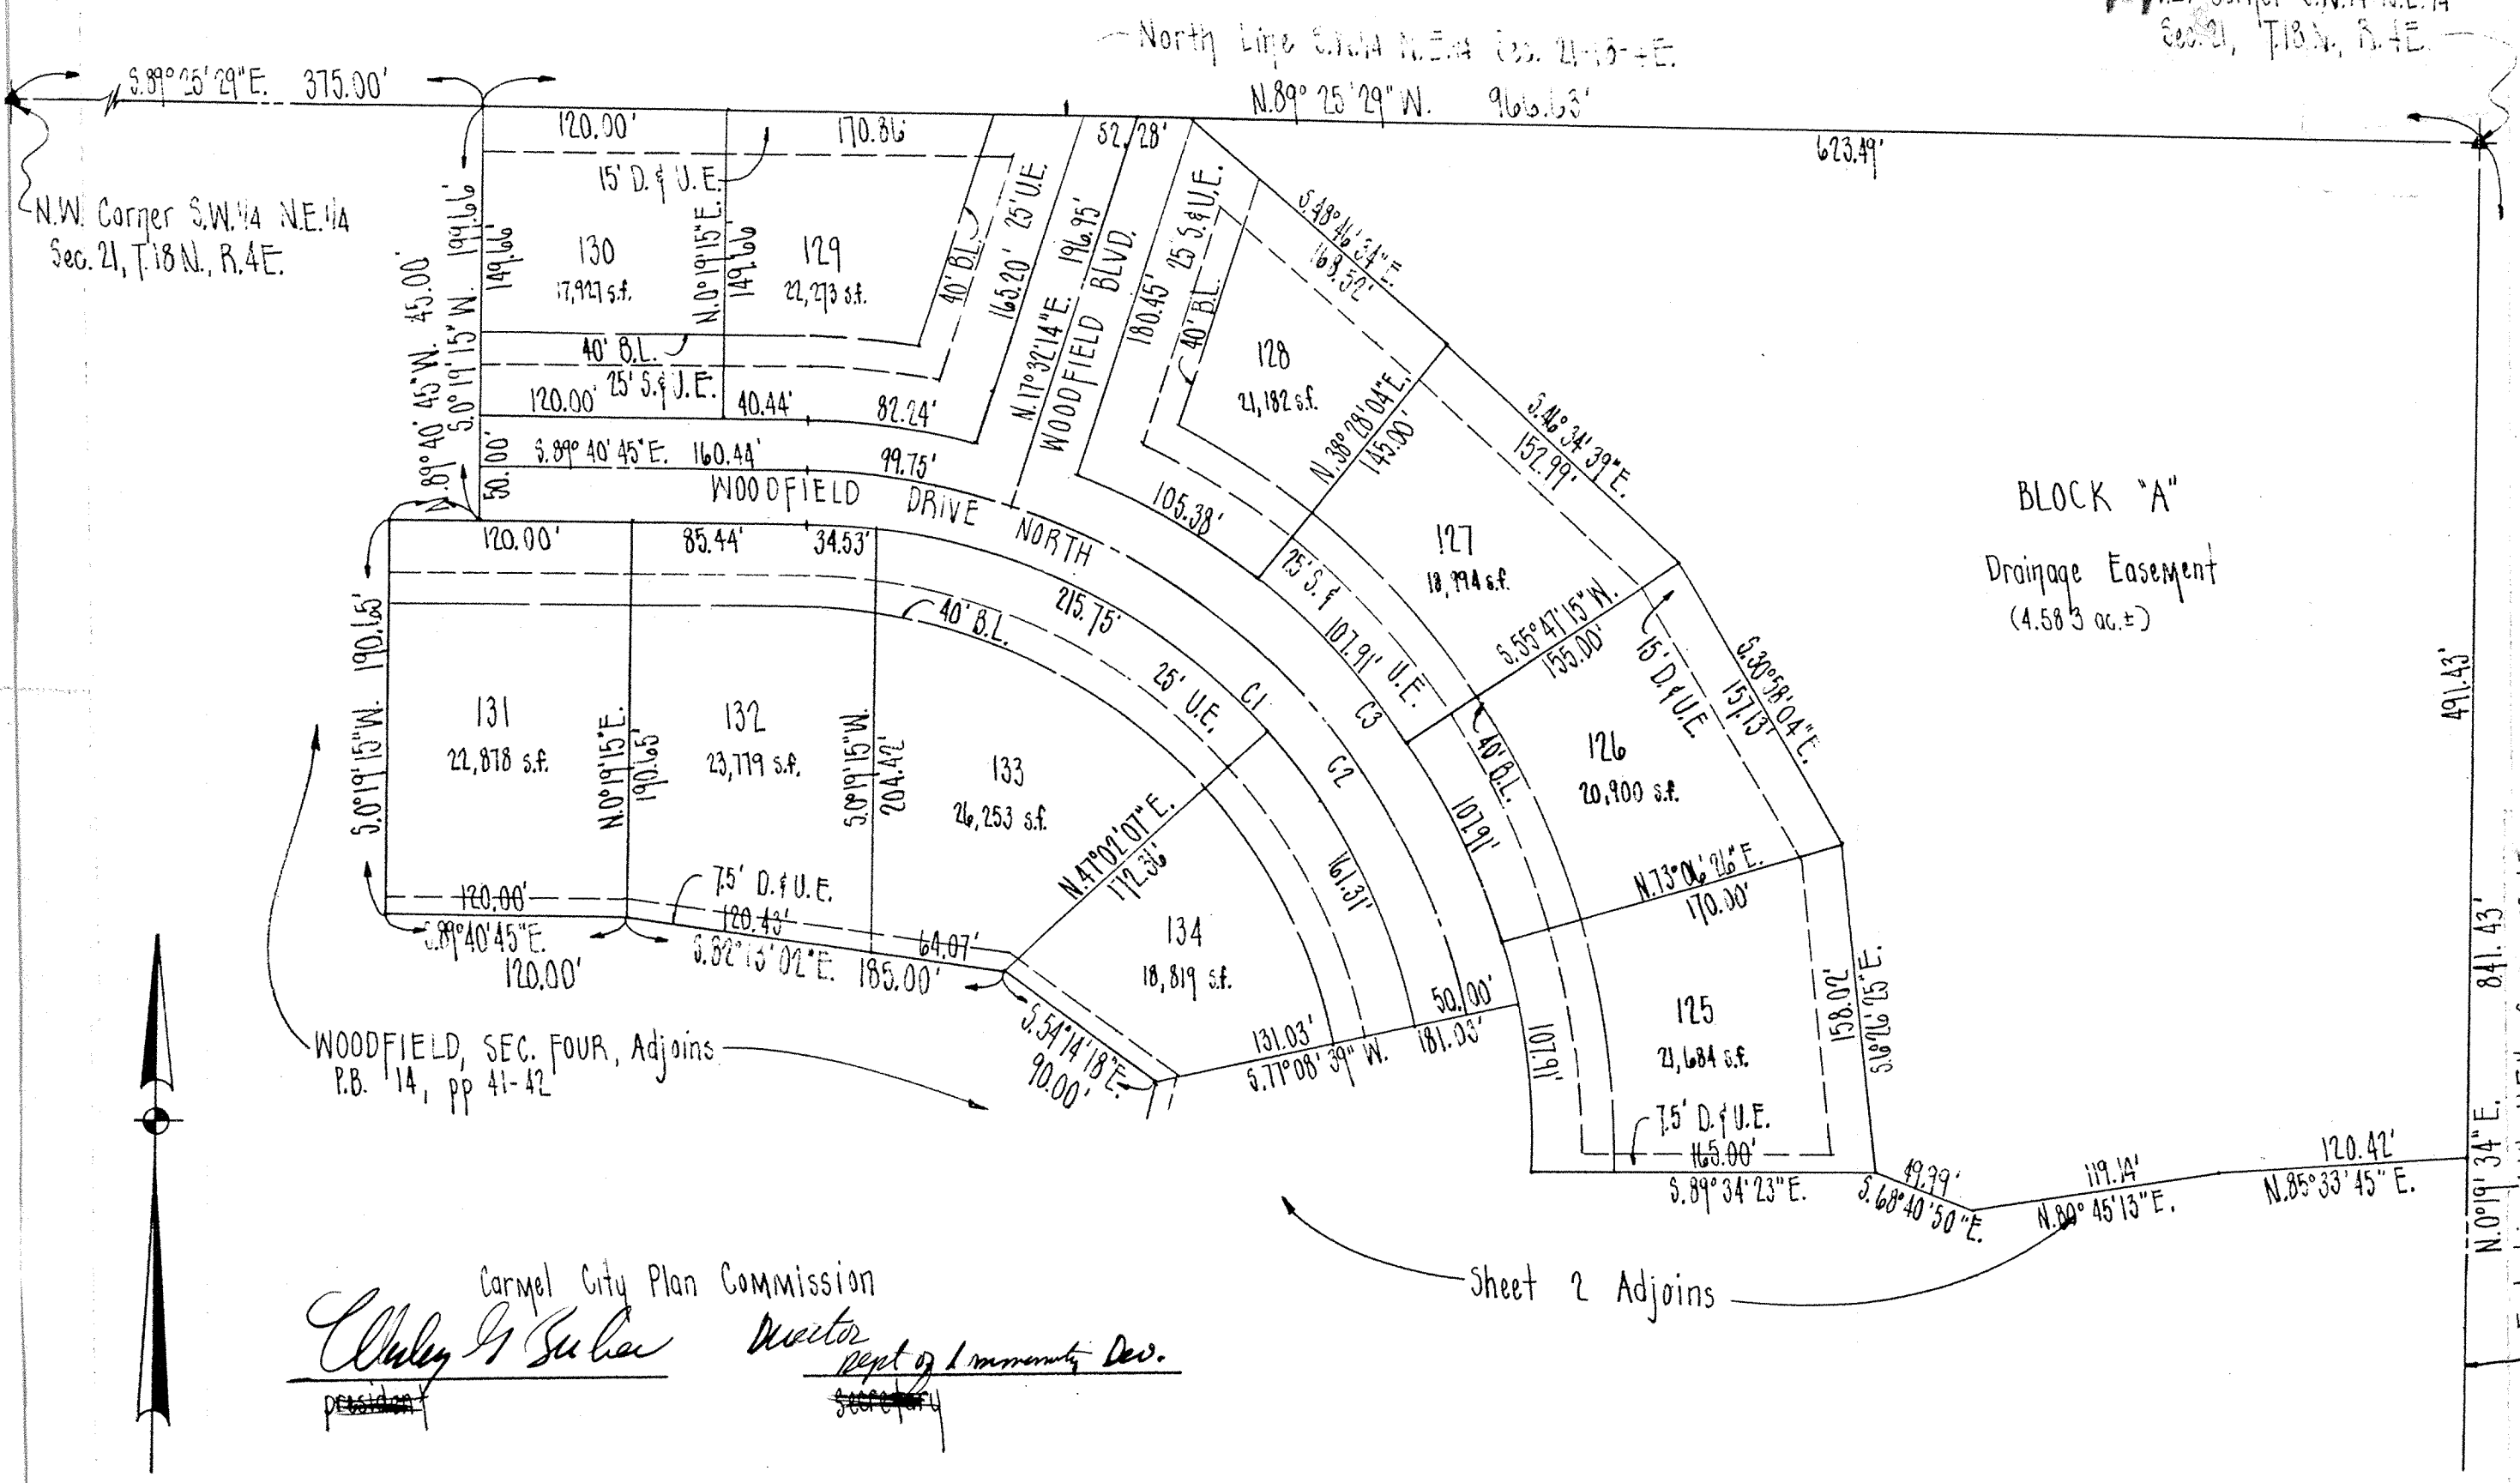 North Line
Sec. 21, T.18N., R.4E.
S.89° 25' 29"E. 375.00'
N.89° 25' 29" W. 966.63'
120.00'
170.86'
52.28'
623.49'
15' D. & U.E.
N.W. Corner S.W.1/4 N.E.1/4
Sec. 21, T.18N., R.4E.
199.66'
S.0° 19' 15" W.
149.66'
130
17,927 s.f.
N.0°19'15"E.
149.66'
129
22,273 s.f.
40' B.L.
25' U.E.
165.20'
196.95'
N.17°32'14"E.
WOODFIELD BLVD.
180.45'
25' S.&U.E.
40' B.L.
S.48°46'34"E.
168.52'
128
21,182 s.f.
N.38°28'04"E.
145.00'
S.46°34'39"E.
152.99'
45.00'
N.89° 40' 45" W.
40' B.L.
25' S.& U.E.
120.00'
40.44'
82.24'
50.00'
S.89° 40' 45"E. 160.44'
99.75'
WOODFIELD DRIVE NORTH
105.38'
127
18,994 s.f.
BLOCK "A"
Drainage Easement
(4.583 ac.±)
120.00'
85.44'
34.53'
215.75'
40' B.L.
25' U.E.
25' S.& U.E.
107.91'
S.55°47'15"W.
155.00'
15' D.&U.E.
S.30°58'04"E.
157.13'
491.43'
C1
C2
C3
190.65'
S.0°19'15"W.
131
22,878 s.f.
N.0°19'15"E.
190.65'
132
23,779 s.f.
S.0°19'15"W.
204.42'
133
26,253 s.f.
N.47°02'07"E.
172.36'
161.31'
40' B.L.
107.91'
126
20,900 s.f.
N.73°06'26"E.
170.00'
120.00'
S.89°40'45"E.
120.00'
7.5' D.&U.E.
120.43'
64.07'
S.82°13'02"E. 185.00'
134
18,819 s.f.
S.54°14'18"E.
90.00'
131.03'
50.00'
S.77°08'39" W. 181.03'
125
21,684 s.f.
107.91'
158.02'
S.6°26'25"E.
841.43'
N.0°19'34"E.
WOODFIELD, SEC. FOUR, Adjoins
P.B. 14, pp 41-42
7.5' D.&U.E.
165.00'
S.89°34'23"E.
49.79'
S.68°40'50"E.
119.14'
N.80°45'13"E.
120.42'
N.85°33'45"E.
Sheet 2 Adjoins
Carmel City Plan Commission
Director
Dept of Community Dev.
president
secretary